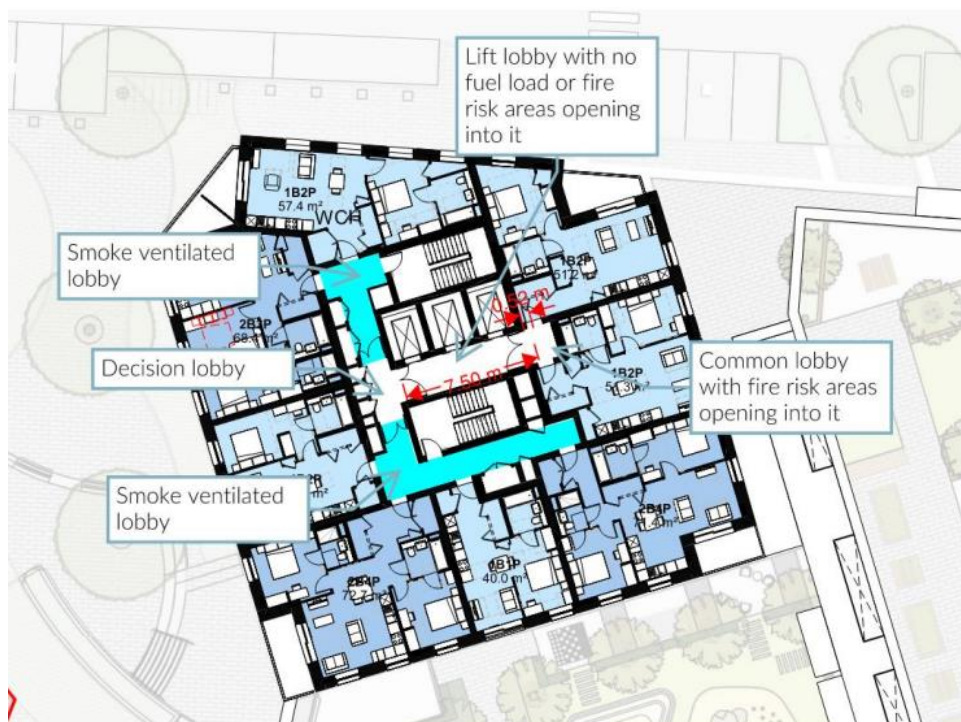 Lift lobby with no
fuel load or fire
risk areas opening
into it
1B2P
57.4 m²
WCH
Smoke ventilated
lobby
1B2P
0.52 m
2B3P
Decision lobby
7.50 m
1B2P
Common lobby
with fire risk areas
opening into it
Smoke ventilated
lobby
2B4P
72.7 m²
1B1P
40.0 m²
2B4P